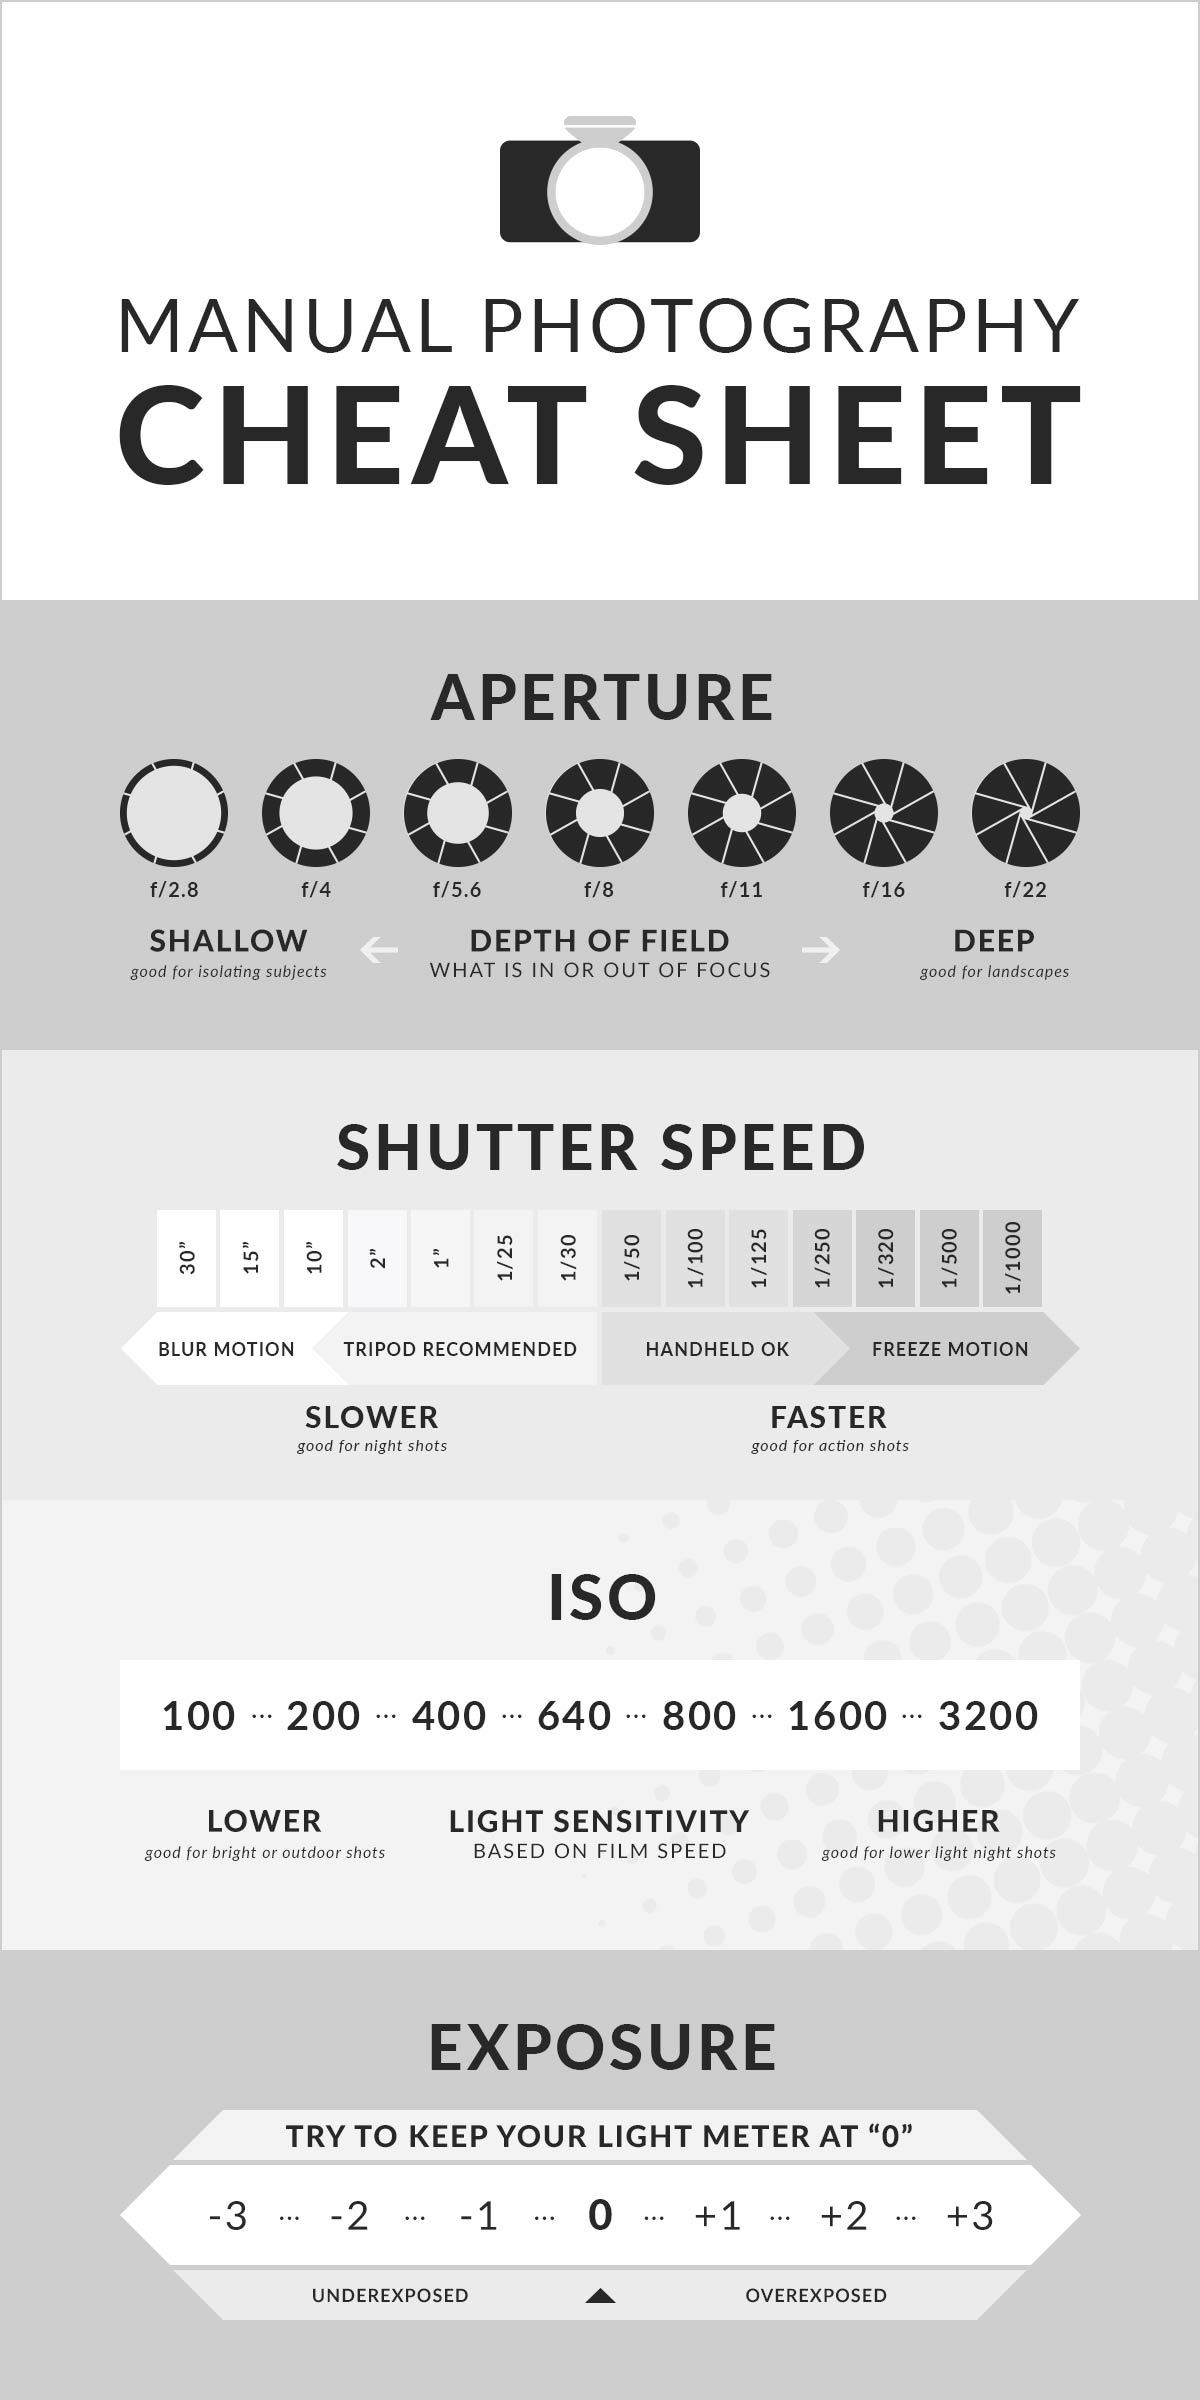 MANUAL PHOTOGRAPHY
CHEAT SHEET
APERTURE
f/2.8 f/4 f/5.6 f/8 f/11 f/16 f/22
SHALLOW DEPTH OF FIELD DEEP
good for isolating subjects WHAT IS IN OR OUT OF FOCUS good for landscapes
SHUTTER SPEED
30” 15” 10” 2” 1” 1/25 1/30 1/50 1/100 1/125 1/250 1/320 1/500 1/1000
BLUR MOTION TRIPOD RECOMMENDED HANDHELD OK FREEZE MOTION
SLOWER FASTER
good for night shots good for action shots
ISO
100 ... 200 ... 400 ... 640 ... 800 ... 1600 ... 3200
LOWER LIGHT SENSITIVITY HIGHER
good for bright or outdoor shots BASED ON FILM SPEED good for lower light night shots
EXPOSURE
TRY TO KEEP YOUR LIGHT METER AT “0”
-3 ... -2 ... -1 ... 0 ... +1 ... +2 ... +3
UNDEREXPOSED OVEREXPOSED